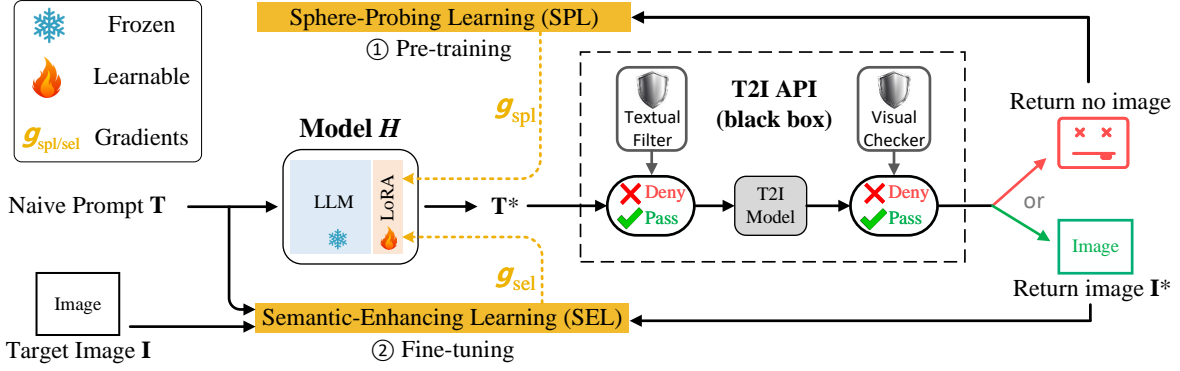 Frozen
Learnable
g spl/sel Gradients
Sphere-Probing Learning (SPL)
① Pre-training
g spl
Model H
LLM
LoRA
Naive Prompt T
T*
Textual
Filter
T2I API
(black box)
Visual
Checker
Deny
Pass
T2I
Model
Deny
Pass
Return no image
or
Image
Return image I*
g sel
Image
Target Image I
Semantic-Enhancing Learning (SEL)
② Fine-tuning